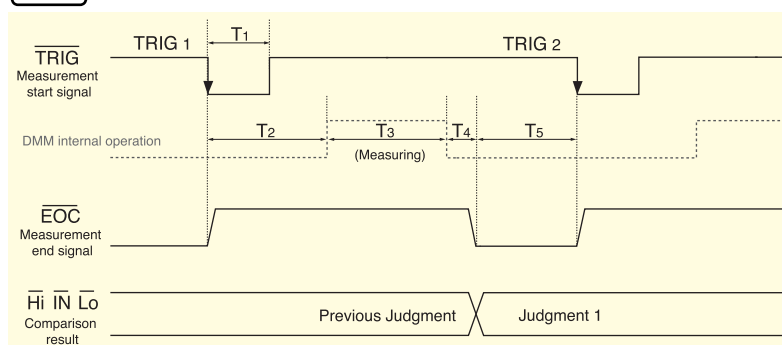 TRIG 1
T1
TRIG 2
TRIG
Measurement
start signal
DMM internal operation
T2
T3
T4
T5
(Measuring)
EOC
Measurement
end signal
Hi IN Lo
Comparison
result
Previous Judgment
Judgment 1